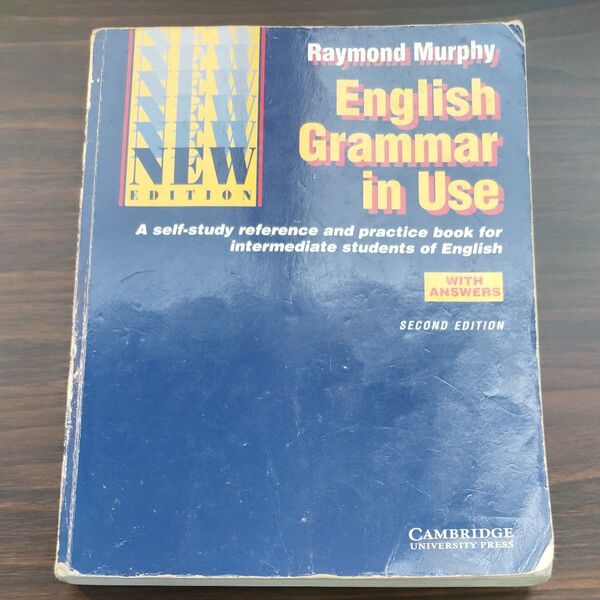 NEW
NEW
NEW
NEW
NEW
NEW
EDITION
Raymond Murphy
English
Grammar
in Use
A self-study reference and practice book for
intermediate students of English
WITH
ANSWERS
SECOND EDITION
CAMBRIDGE
UNIVERSITY PRESS